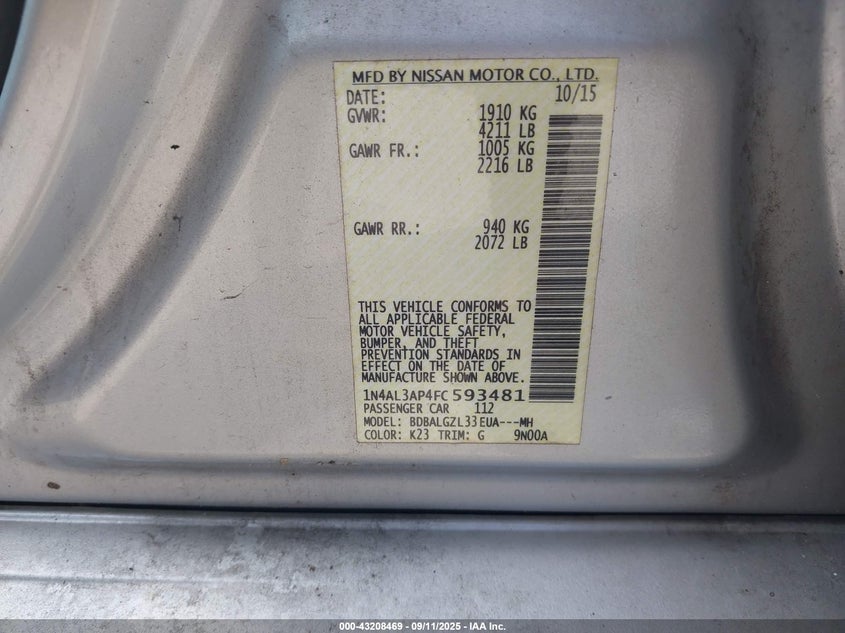 MFD BY NISSAN MOTOR CO., LTD.
DATE: 10/15
GVWR: 1910 KG
4211 LB
GAWR FR.: 1005 KG
2216 LB
GAWR RR.: 940 KG
2072 LB
THIS VEHICLE CONFORMS TO
ALL APPLICABLE FEDERAL
MOTOR VEHICLE SAFETY,
BUMPER, AND THEFT
PREVENTION STANDARDS IN
EFFECT ON THE DATE OF
MANUFACTURE SHOWN ABOVE.
1N4AL3AP4FC593481
PASSENGER CAR 112
MODEL: BDBALGZL33EUA---MH
COLOR: K23 TRIM: G 9N00A
000-43208469 - 09/11/2025 - IAA Inc.